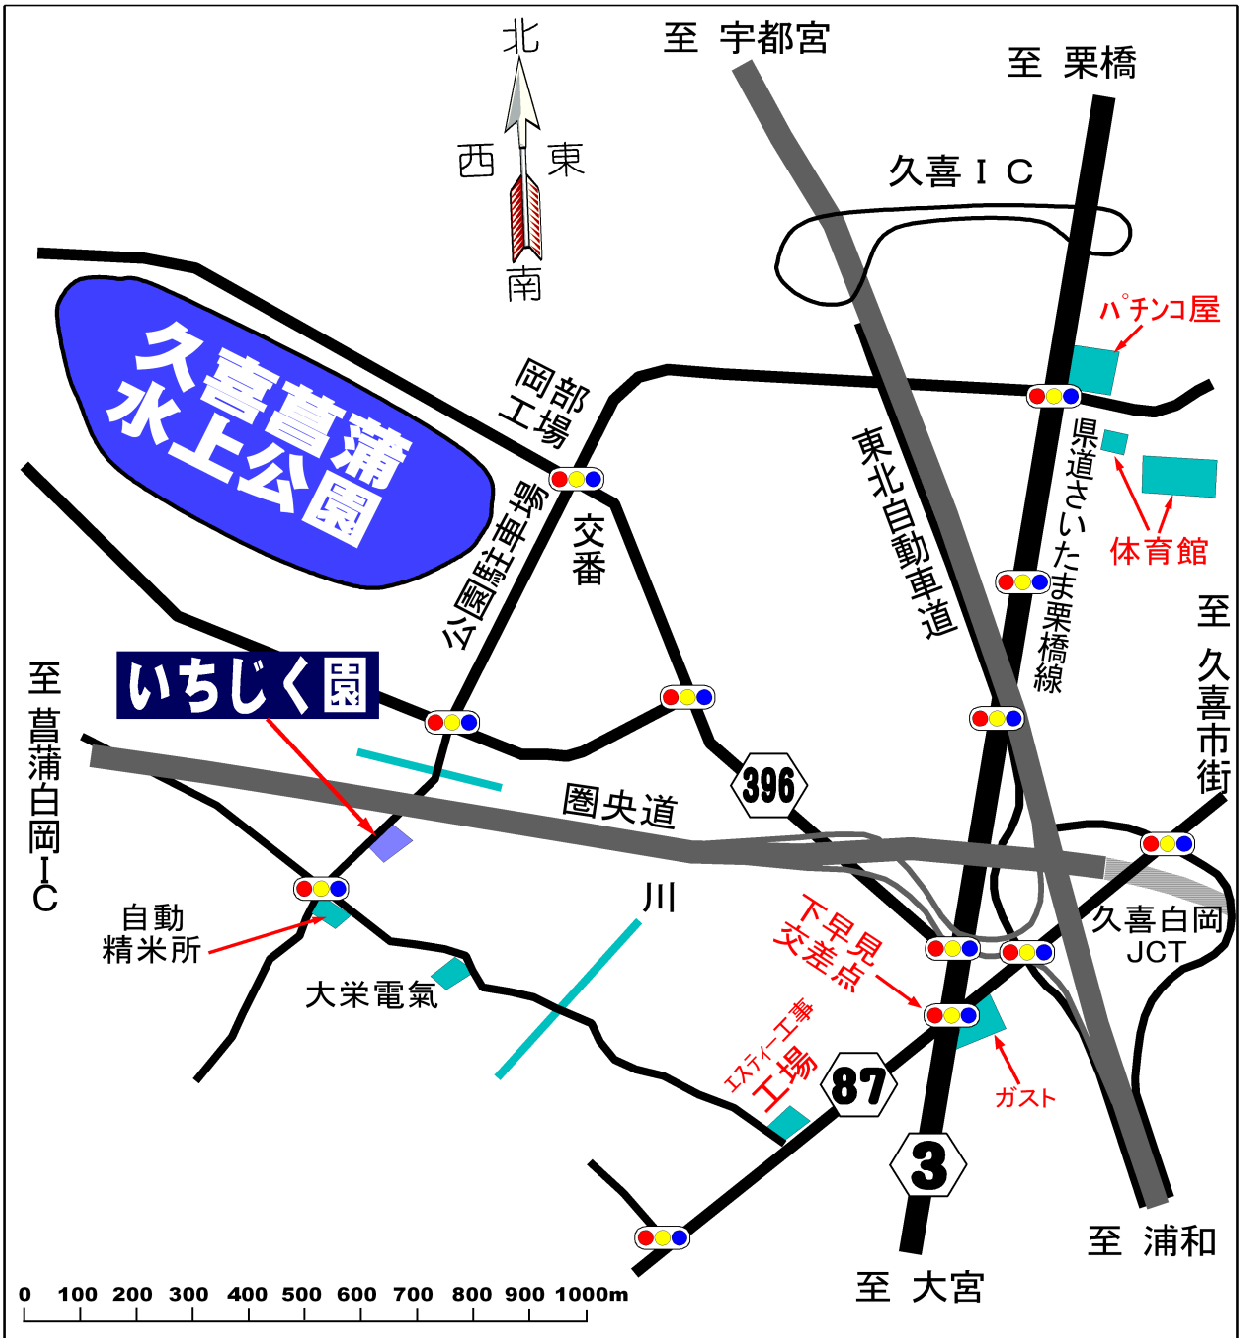 北
西 東
南
至 宇都宮
至 栗橋
久喜IC
パチンコ屋
久喜菖蒲
水上公園
岡部
工場
公園駐車場
交番
東北自動車道
県道さいたま栗橋線
体育館
至 久喜市街
いちじく園
至 菖蒲白岡IC
396
圏央道
川
自動
精米所
大栄電氣
下早見
交差点
久喜白岡
JCT
エスティー工事
工場
87
ガスト
3
至 浦和
至 大宮
0 100 200 300 400 500 600 700 800 900 1000m